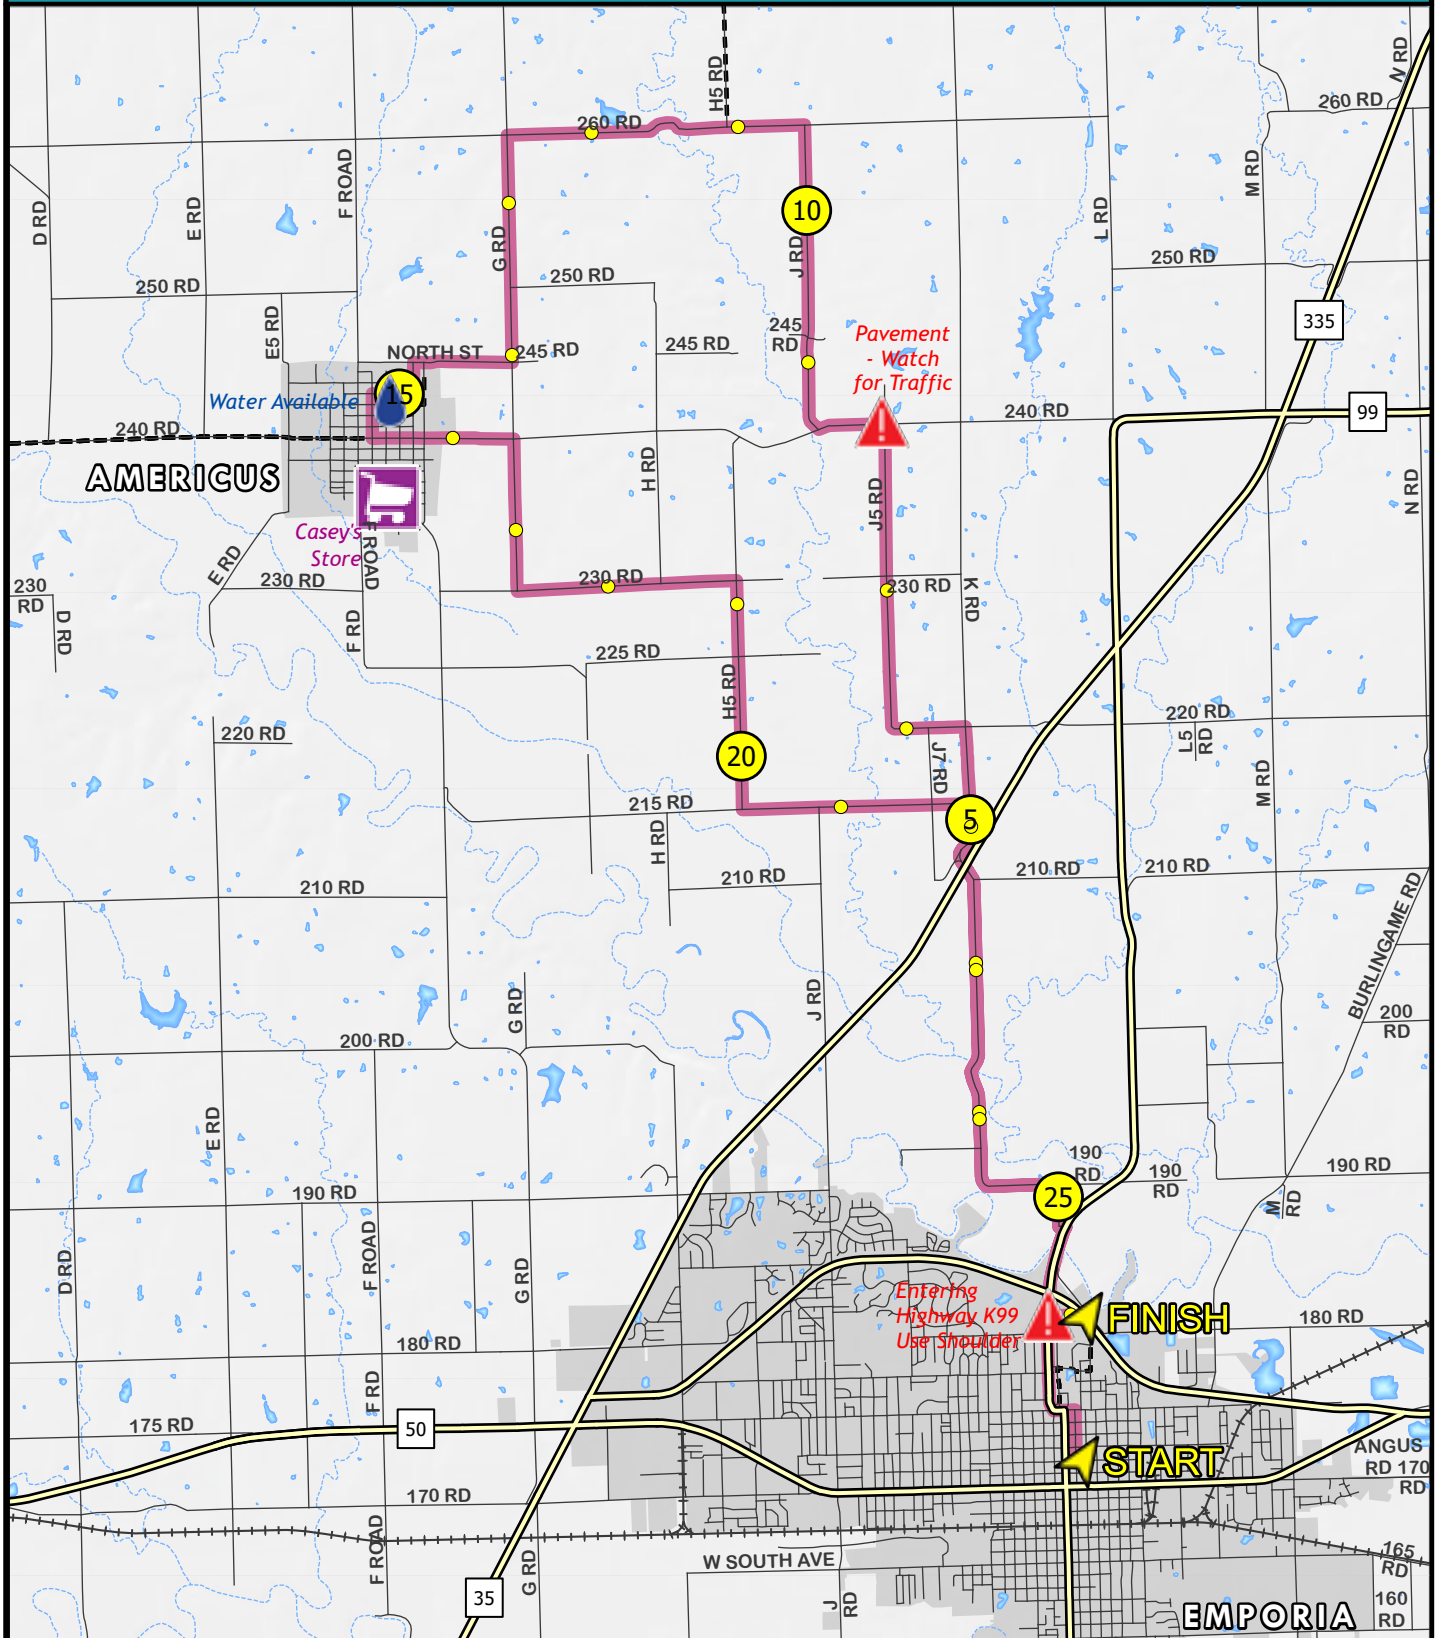 H5 RD
N RD
260 RD
260 RD
10
D RD
E RD
F ROAD
G RD
J RD
L RD
M RD
250 RD
250 RD
250 RD
335
E5 RD
NORTH ST
245 RD
245 RD
245
RD
Pavement
- Watch
for Traffic
15
Water Available
240 RD
240 RD
99
AMERICUS
H RD
J5 RD
N RD
Casey's
Store
F ROAD
E RD
230
RD
230 RD
230 RD
230 RD
K RD
D RD
F RD
225 RD
H5 RD
220 RD
220 RD
L5
RD
20
J7 RD
M RD
215 RD
5
H RD
210 RD
210 RD
210 RD
210 RD
BURLINGAME RD
G RD
J RD
200 RD
200
RD
E RD
190
RD
190
RD
190 RD
190 RD
25
M
RD
D RD
F ROAD
G RD
Entering
Highway K99
Use Shoulder
FINISH
180 RD
180 RD
F RD
175 RD
50
START
ANGUS
RD
170
RD
170 RD
F ROAD
G RD
W SOUTH AVE
165
RD
35
J
RD
EMPORIA
160
RD